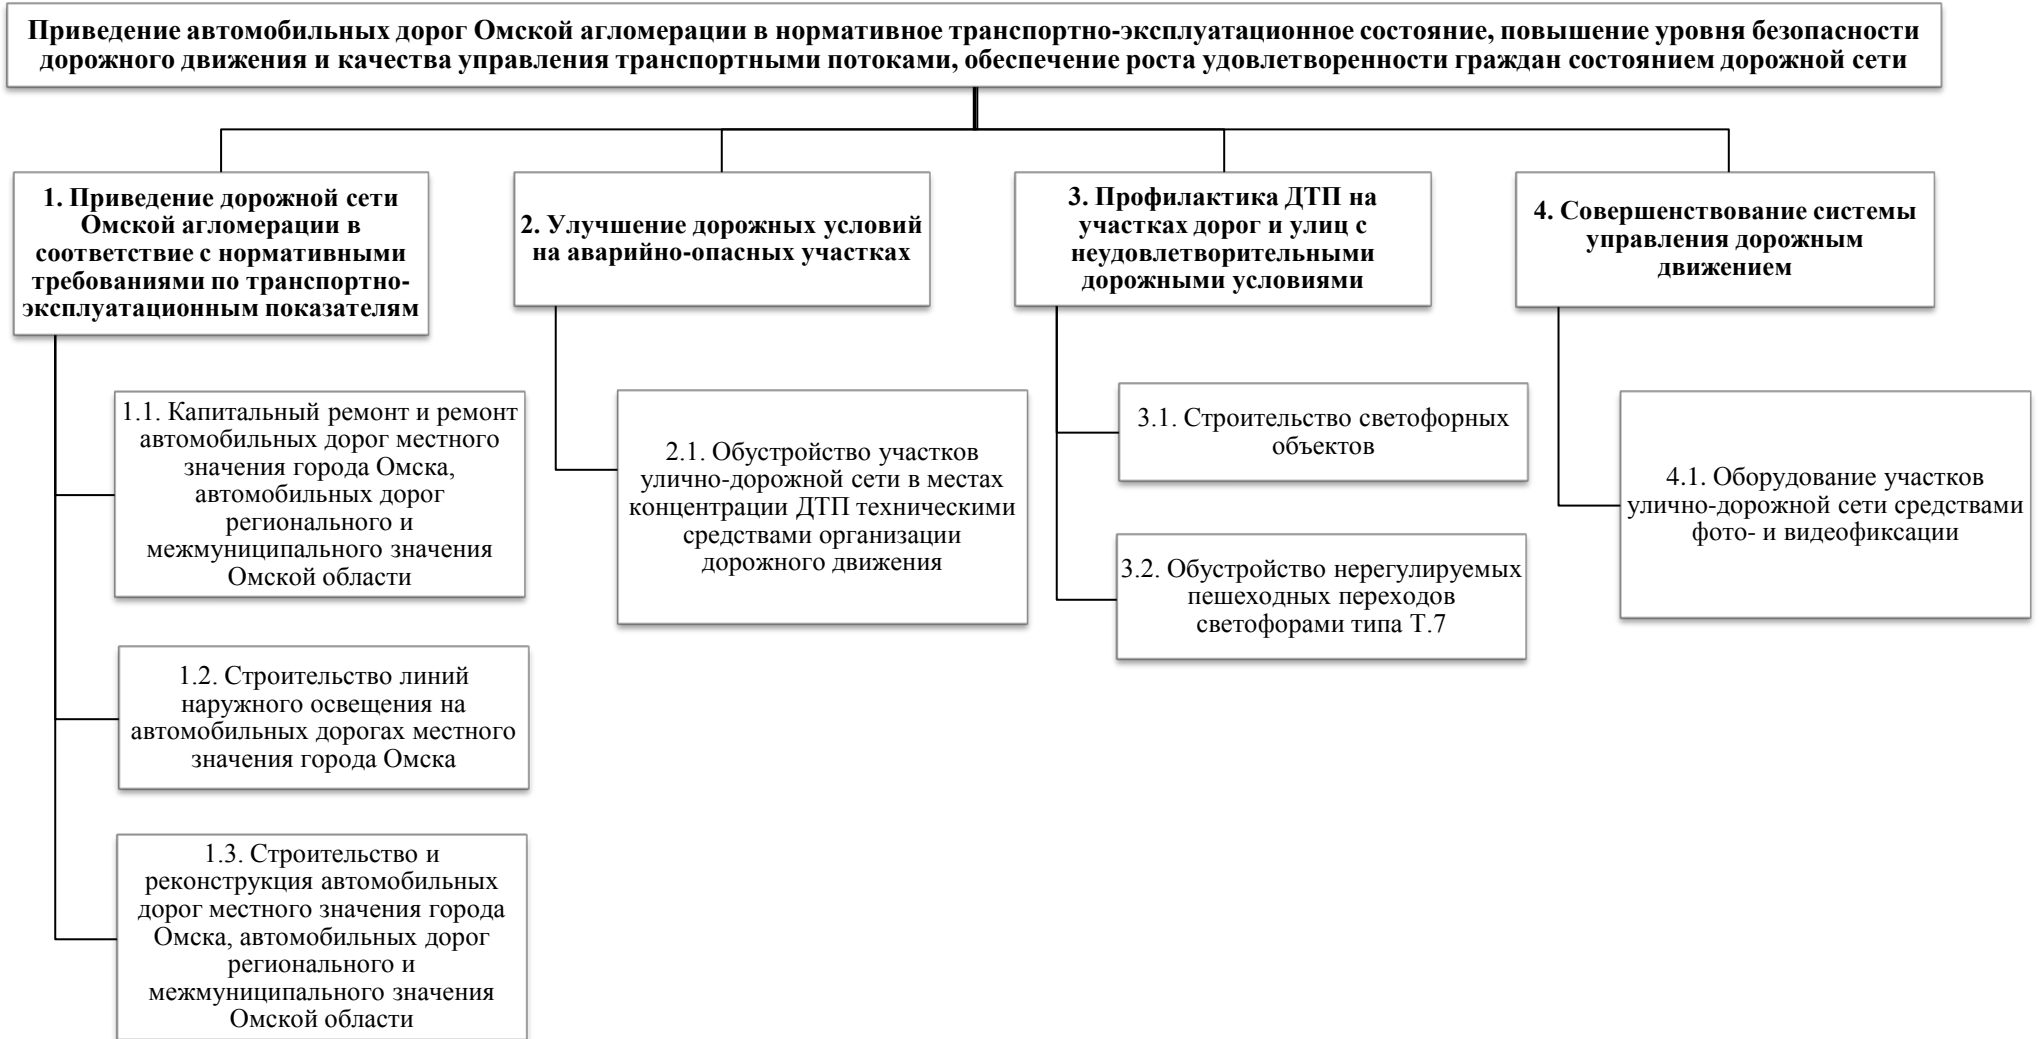 Приведение автомобильных дорог Омской агломерации в нормативное транспортно-эксплуатационное состояние, повышение уровня безопасности
дорожного движения и качества управления транспортными потоками, обеспечение роста удовлетворенности граждан состоянием дорожной сети
1. Приведение дорожной сети
Омской агломерации в
соответствие с нормативными
требованиями по транспортно-
эксплуатационным показателям
1.1. Капитальный ремонт и ремонт
автомобильных дорог местного
значения города Омска,
автомобильных дорог
регионального и
межмуниципального значения
Омской области
1.2. Строительство линий
наружного освещения на
автомобильных дорогах местного
значения города Омска
1.3. Строительство и
реконструкция автомобильных
дорог местного значения города
Омска, автомобильных дорог
регионального и
межмуниципального значения
Омской области
2. Улучшение дорожных условий
на аварийно-опасных участках
2.1. Обустройство участков
улично-дорожной сети в местах
концентрации ДТП техническими
средствами организации
дорожного движения
3. Профилактика ДТП на
участках дорог и улиц с
неудовлетворительными
дорожными условиями
3.1. Строительство светофорных
объектов
3.2. Обустройство нерегулируемых
пешеходных переходов
светофорами типа Т.7
4. Совершенствование системы
управления дорожным
движением
4.1. Оборудование участков
улично-дорожной сети средствами
фото- и видеофиксации